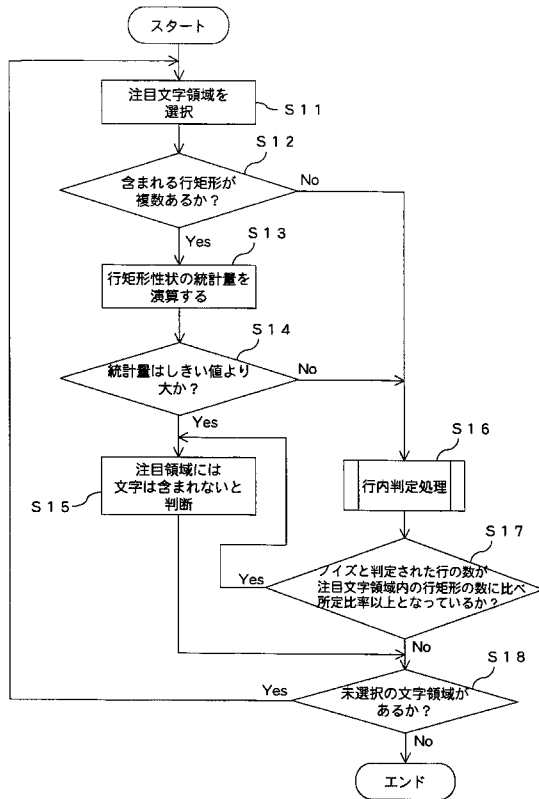 スタート
注目文字領域を
選択
S11
S12
含まれる行矩形が
複数あるか？
No
Yes
S13
行矩形性状の統計量を
演算する
S14
統計量はしきい値より
大か？
No
Yes
S16
行内判定処理
注目領域には
文字は含まれないと
判断
S15
S17
ノイズと判定された行の数が
注目文字領域内の行矩形の数に比べ
所定比率以上となっているか？
Yes
No
S18
未選択の文字領域が
あるか？
Yes
No
エンド